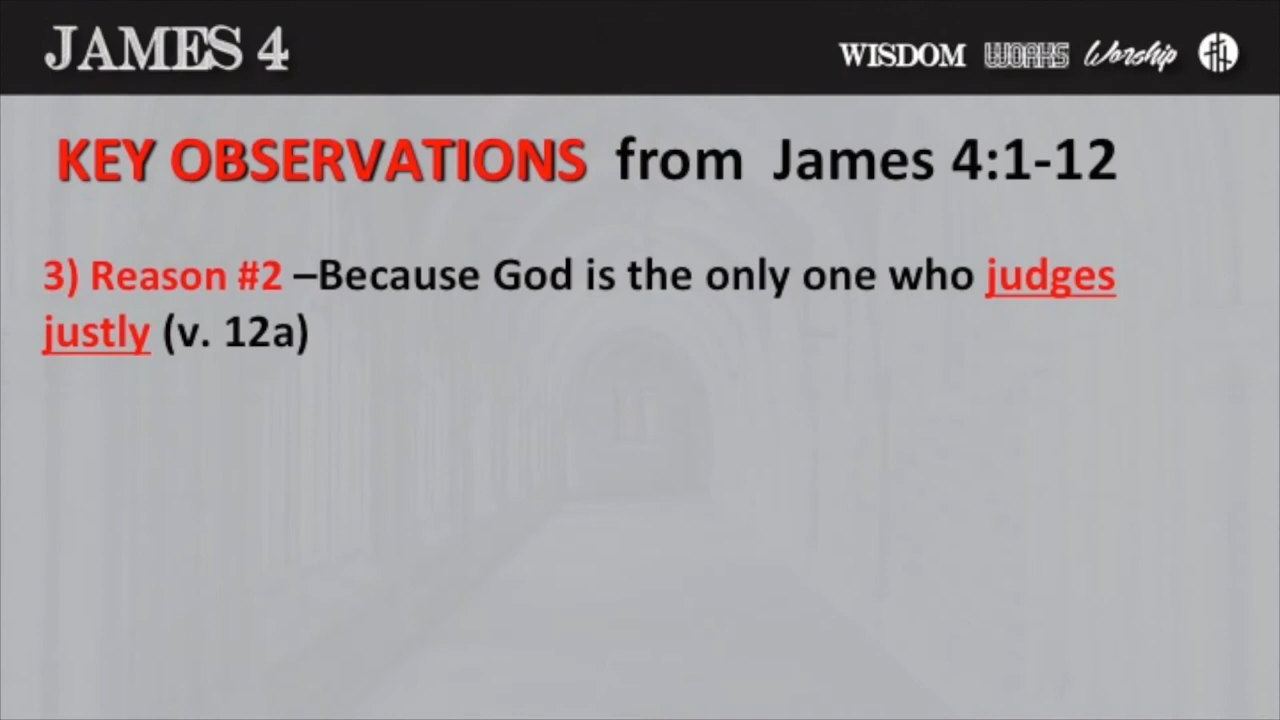 JAMES 4
WISDOM WORKS Worship
KEY OBSERVATIONS from James 4:1-12
3) Reason #2 –Because God is the only one who judges
justly (v. 12a)